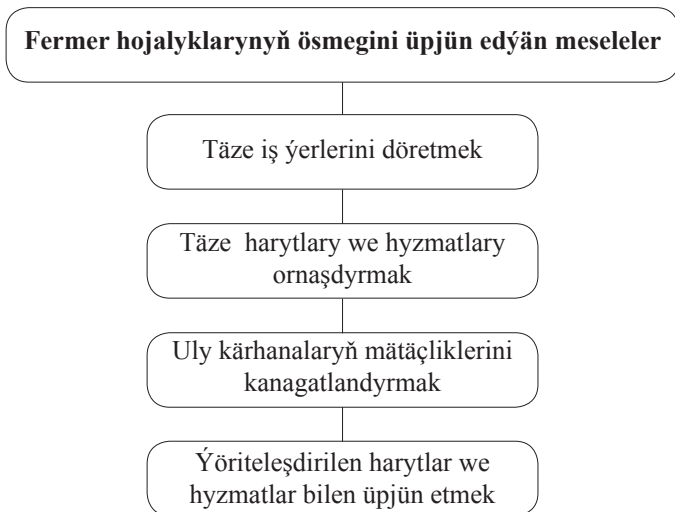 Fermer hojalyklarynyň ösmegini üpjün edýän meseleler
Täze iş ýerlerini döretmek
Täze harytlary we hyzmatlary
ornaşdyrmak
Uly kärhanalaryň mätäçliklerini
kanagatlandyrmak
Ýöriteleşdirilen harytlar we
hyzmatlar bilen üpjün etmek